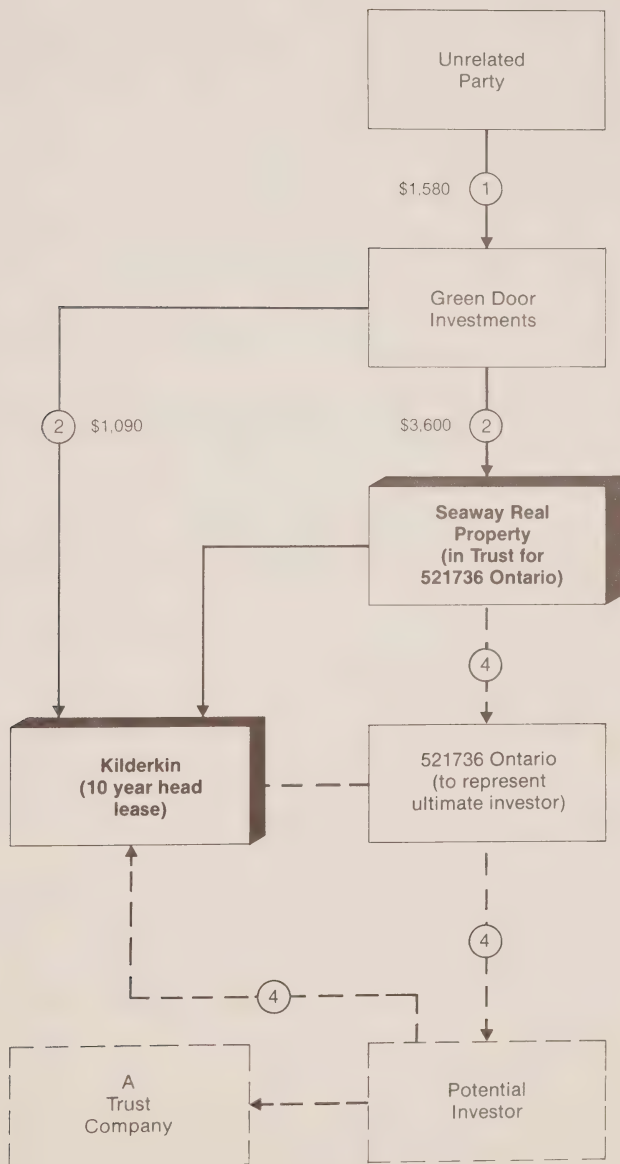 Unrelated
Party
$1,580 1
Green Door
Investments
2 $1,090
$3,600 2
Seaway Real
Property
(in Trust for
521736 Ontario)
4
Kilderkin
(10 year head
lease)
521736 Ontario
(to represent
ultimate investor)
4
4
A
Trust
Company
Potential
Investor